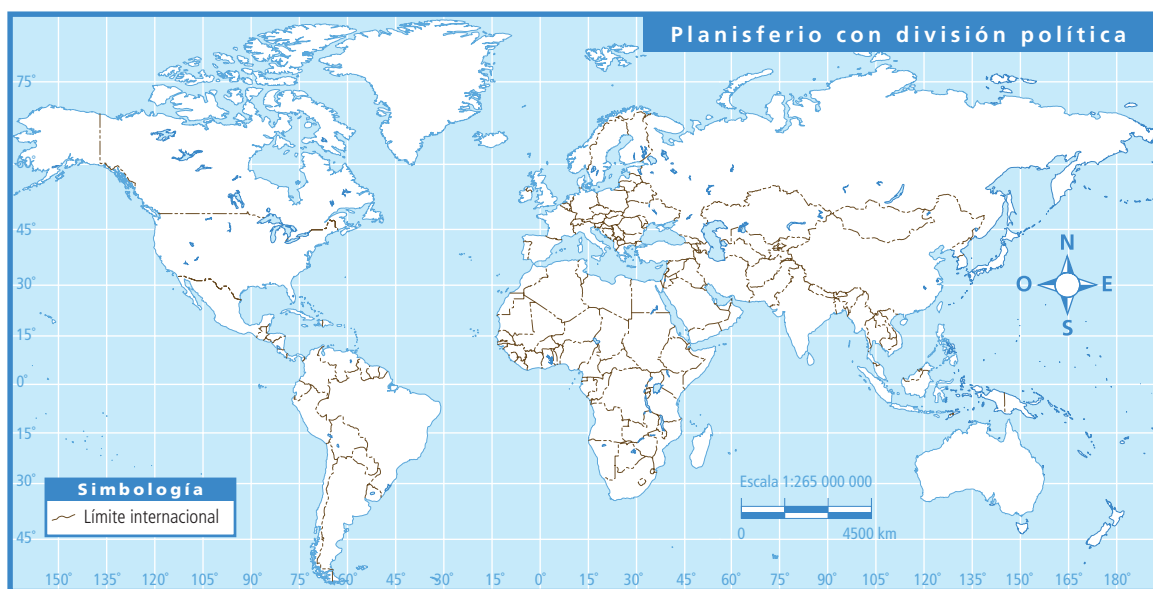 Planisferio con división política
75°
60°
45°
30°
15°
0°
15°
30°
45°
N
O E
S
Simbología
Límite internacional
Escala 1:265 000 000
0 4500 km
150° 135° 120° 105° 90° 75° 60° 45° 30° 15° 0° 15° 30° 45° 60° 75° 90° 105° 120° 135° 150° 165° 180°